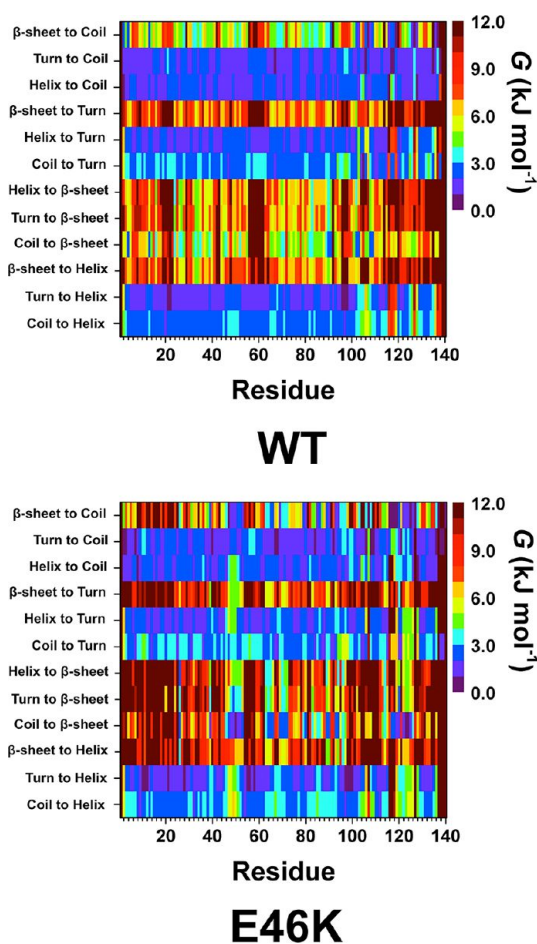 β-sheet to Coil
Turn to Coil
Helix to Coil
β-sheet to Turn
Helix to Turn
Coil to Turn
Helix to β-sheet
Turn to β-sheet
Coil to β-sheet
β-sheet to Helix
Turn to Helix
Coil to Helix
20 40 60 80 100 120 140
Residue
12.0
9.0
6.0
3.0
0.0
G (kJ mol⁻¹)
WT
β-sheet to Coil
Turn to Coil
Helix to Coil
β-sheet to Turn
Helix to Turn
Coil to Turn
Helix to β-sheet
Turn to β-sheet
Coil to β-sheet
β-sheet to Helix
Turn to Helix
Coil to Helix
20 40 60 80 100 120 140
Residue
12.0
9.0
6.0
3.0
0.0
G (kJ mol⁻¹)
E46K